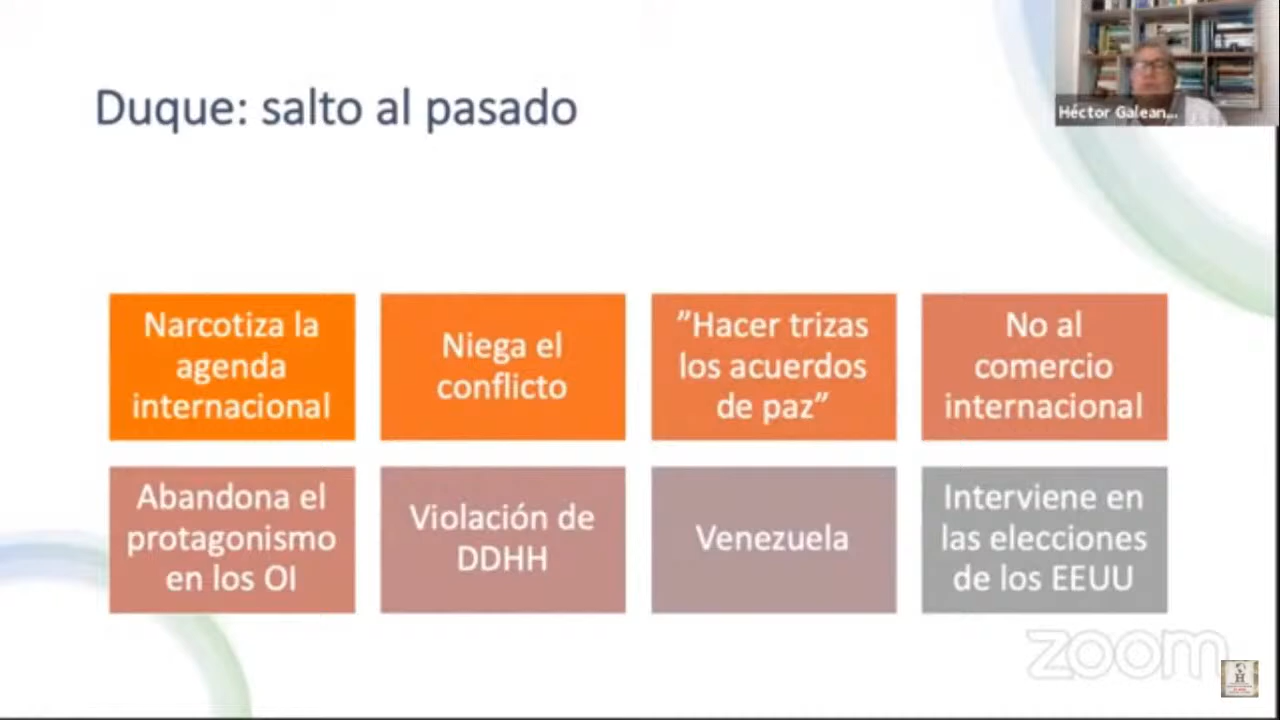 Duque: salto al pasado
Héctor Galean...
Narcotiza la
agenda
internacional
Niega el
conflicto
”Hacer trizas
los acuerdos
de paz”
No al
comercio
internacional
Abandona el
protagonismo
en los OI
Violación de
DDHH
Venezuela
Interviene en
las elecciones
de los EEUU
zoom
H